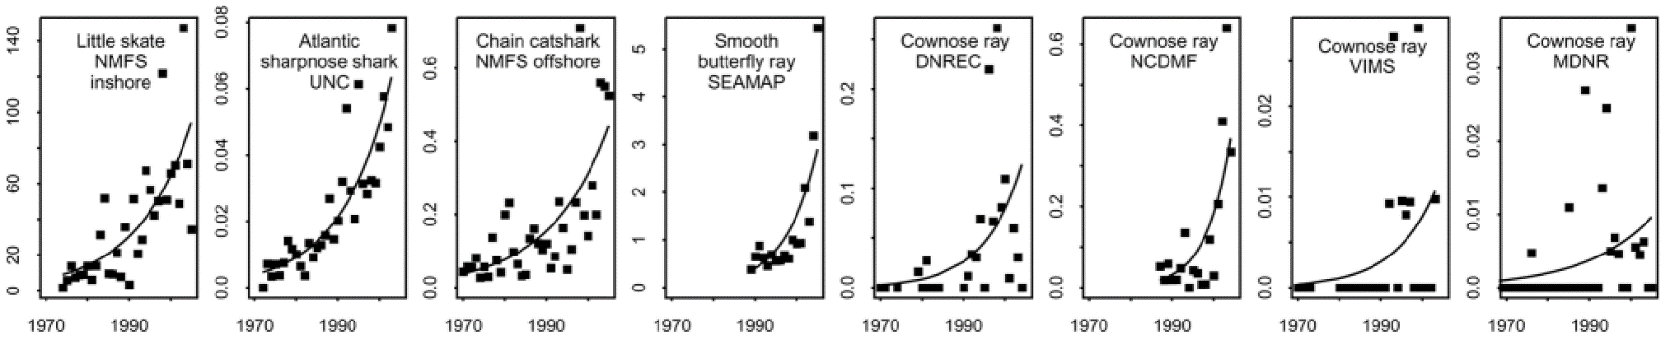 Little skate
NMFS
inshore
0
20
60
100
140
1970
1990
Atlantic
sharpnose shark
UNC
0.0
0.02
0.04
0.06
0.08
1970
1990
Chain catshark
NMFS offshore
0.0
0.2
0.4
0.6
1970
1990
Smooth
butterfly ray
SEAMAP
0
1
2
3
4
5
1970
1990
Cownose ray
DNREC
0.0
0.1
0.2
1970
1990
Cownose ray
NCDMF
0.0
0.2
0.4
0.6
1970
1990
Cownose ray
VIMS
0.0
0.01
0.02
1970
1990
Cownose ray
MDNR
0.0
0.01
0.02
0.03
1970
1990